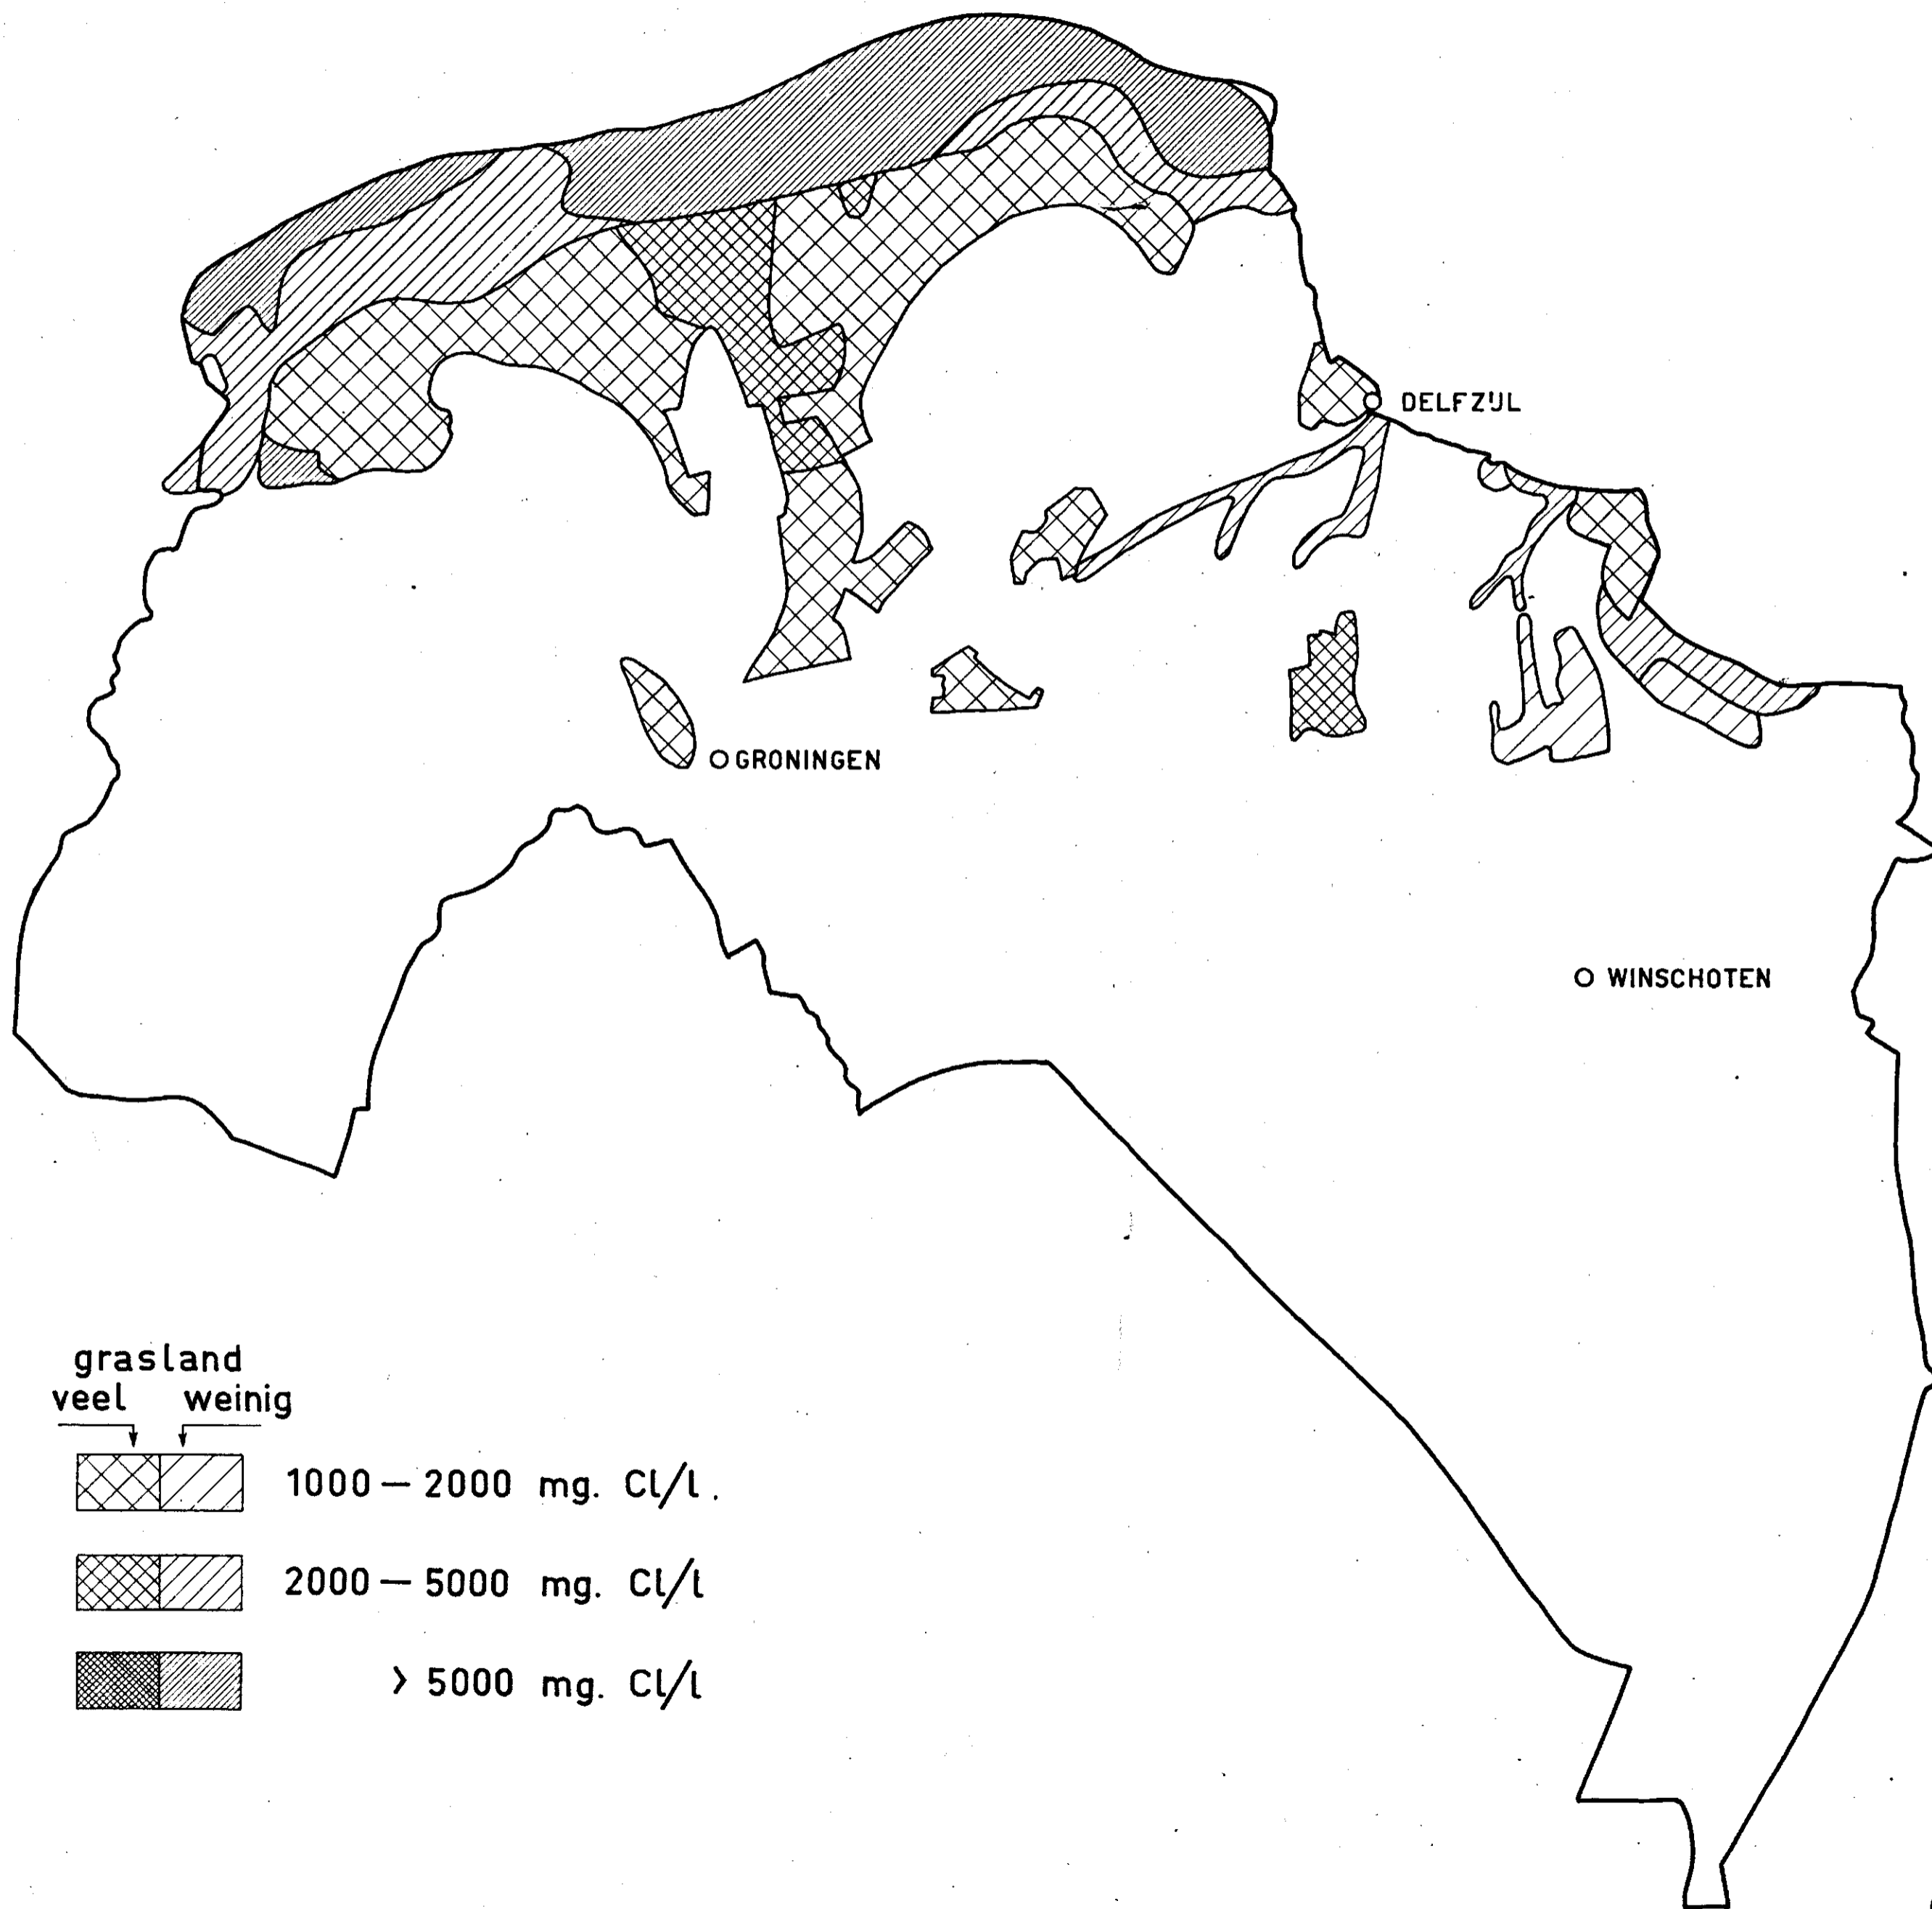 DELFZIJL
GRONINGEN
WINSCHOTEN
grasland
veel weinig
1000 — 2000 mg. Cl/l.
2000 — 5000 mg. Cl/l
> 5000 mg. Cl/l